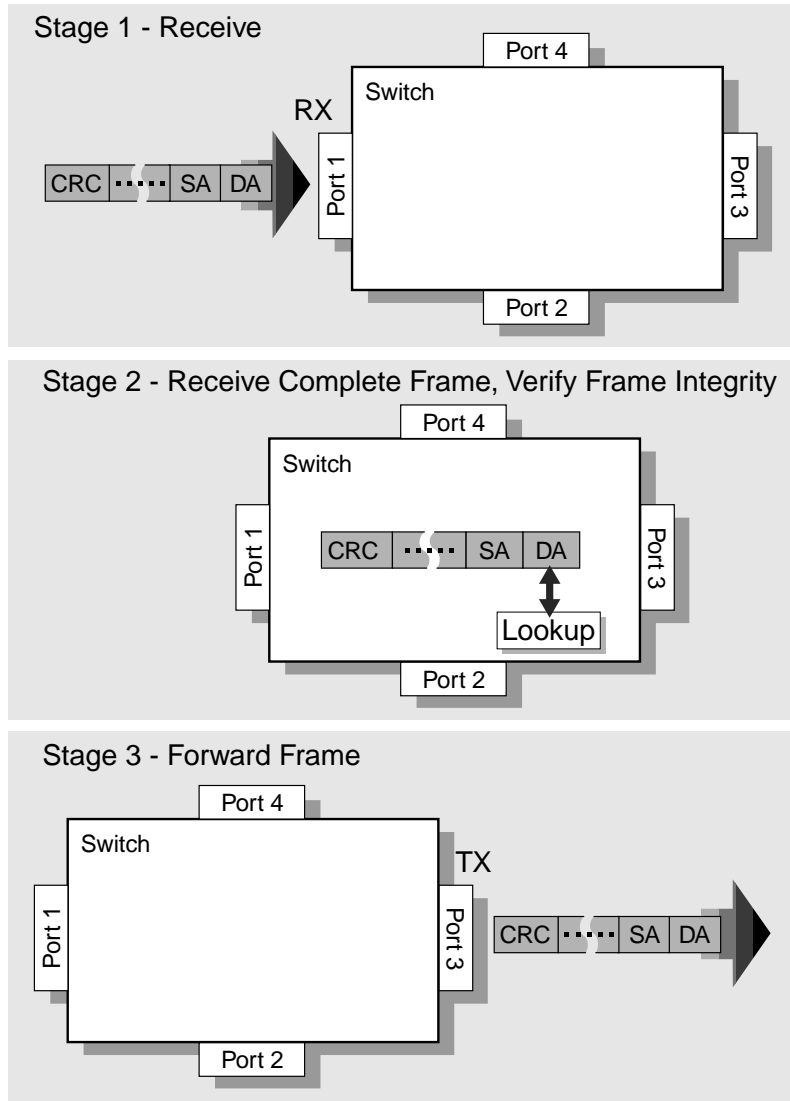 Stage 1 - Receive
Port 4
Switch
RX
Port 1
CRC SA DA
Port 3
Port 2
Stage 2 - Receive Complete Frame, Verify Frame Integrity
Port 4
Switch
Port 1
CRC SA DA
Port 3
Lookup
Port 2
Stage 3 - Forward Frame
Port 4
Switch
TX
Port 1
Port 3
CRC SA DA
Port 2